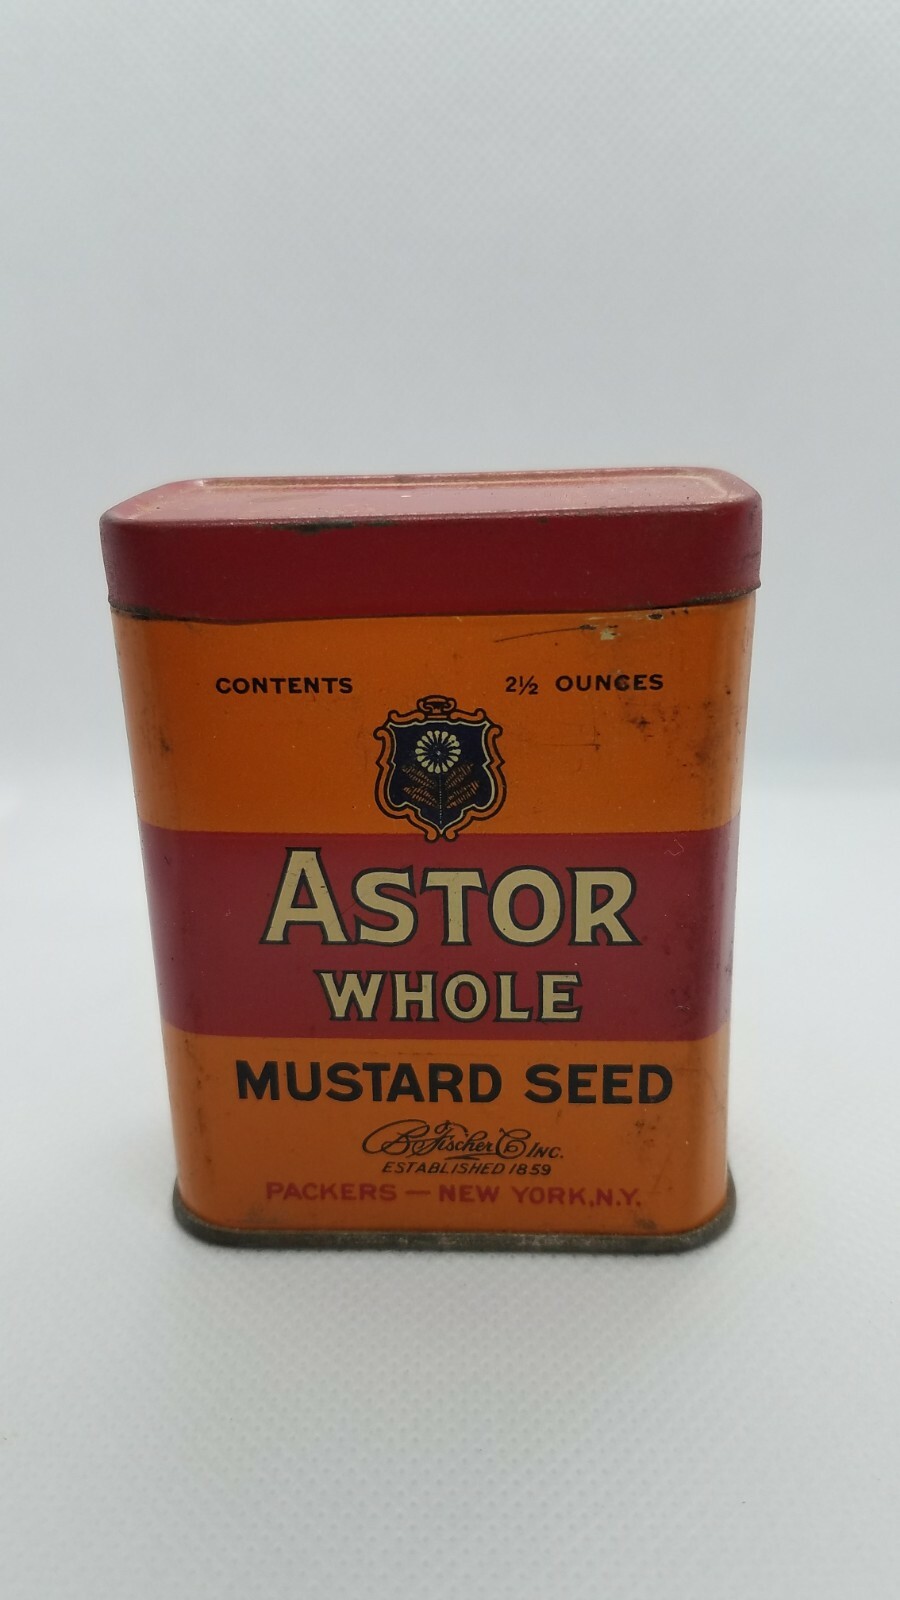 CONTENTS 2½ OUNCES
ASTOR
WHOLE
MUSTARD SEED
B. Fischer & Co INC.
ESTABLISHED 1859
PACKERS — NEW YORK, N.Y.